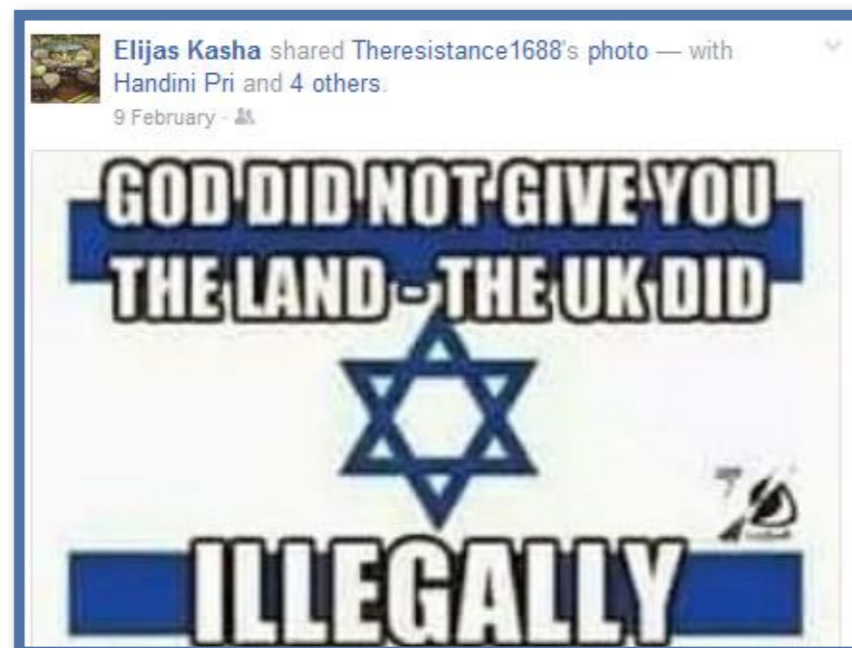 Elijas Kasha shared Theresistance1688's photo — with
Handini Pri and 4 others.
9 February ·
GOD DID NOT GIVE YOU
THE LAND - THE UK DID
ILLEGALLY